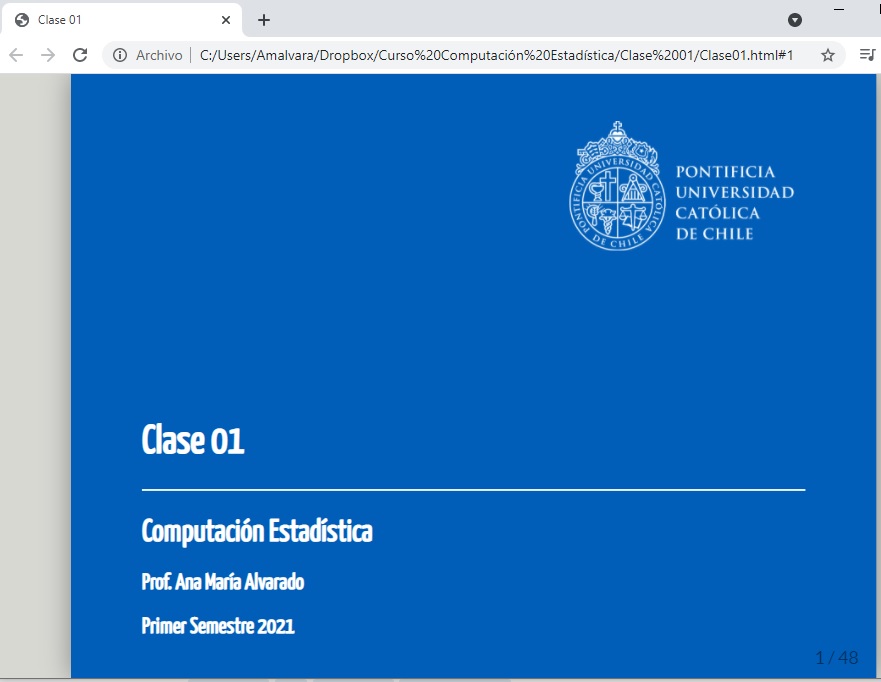 Clase 01
Archivo C:/Users/Amalvara/Dropbox/Curso%20Computación%20Estadística/Clase%2001/Clase01.html#1
PONTIFICIA UNIVERSIDAD CATÓLICA
DE CHILE
PONTIFICIA
UNIVERSIDAD
CATÓLICA
DE CHILE
Clase 01
Computación Estadística
Prof. Ana María Alvarado
Primer Semestre 2021
1 / 48